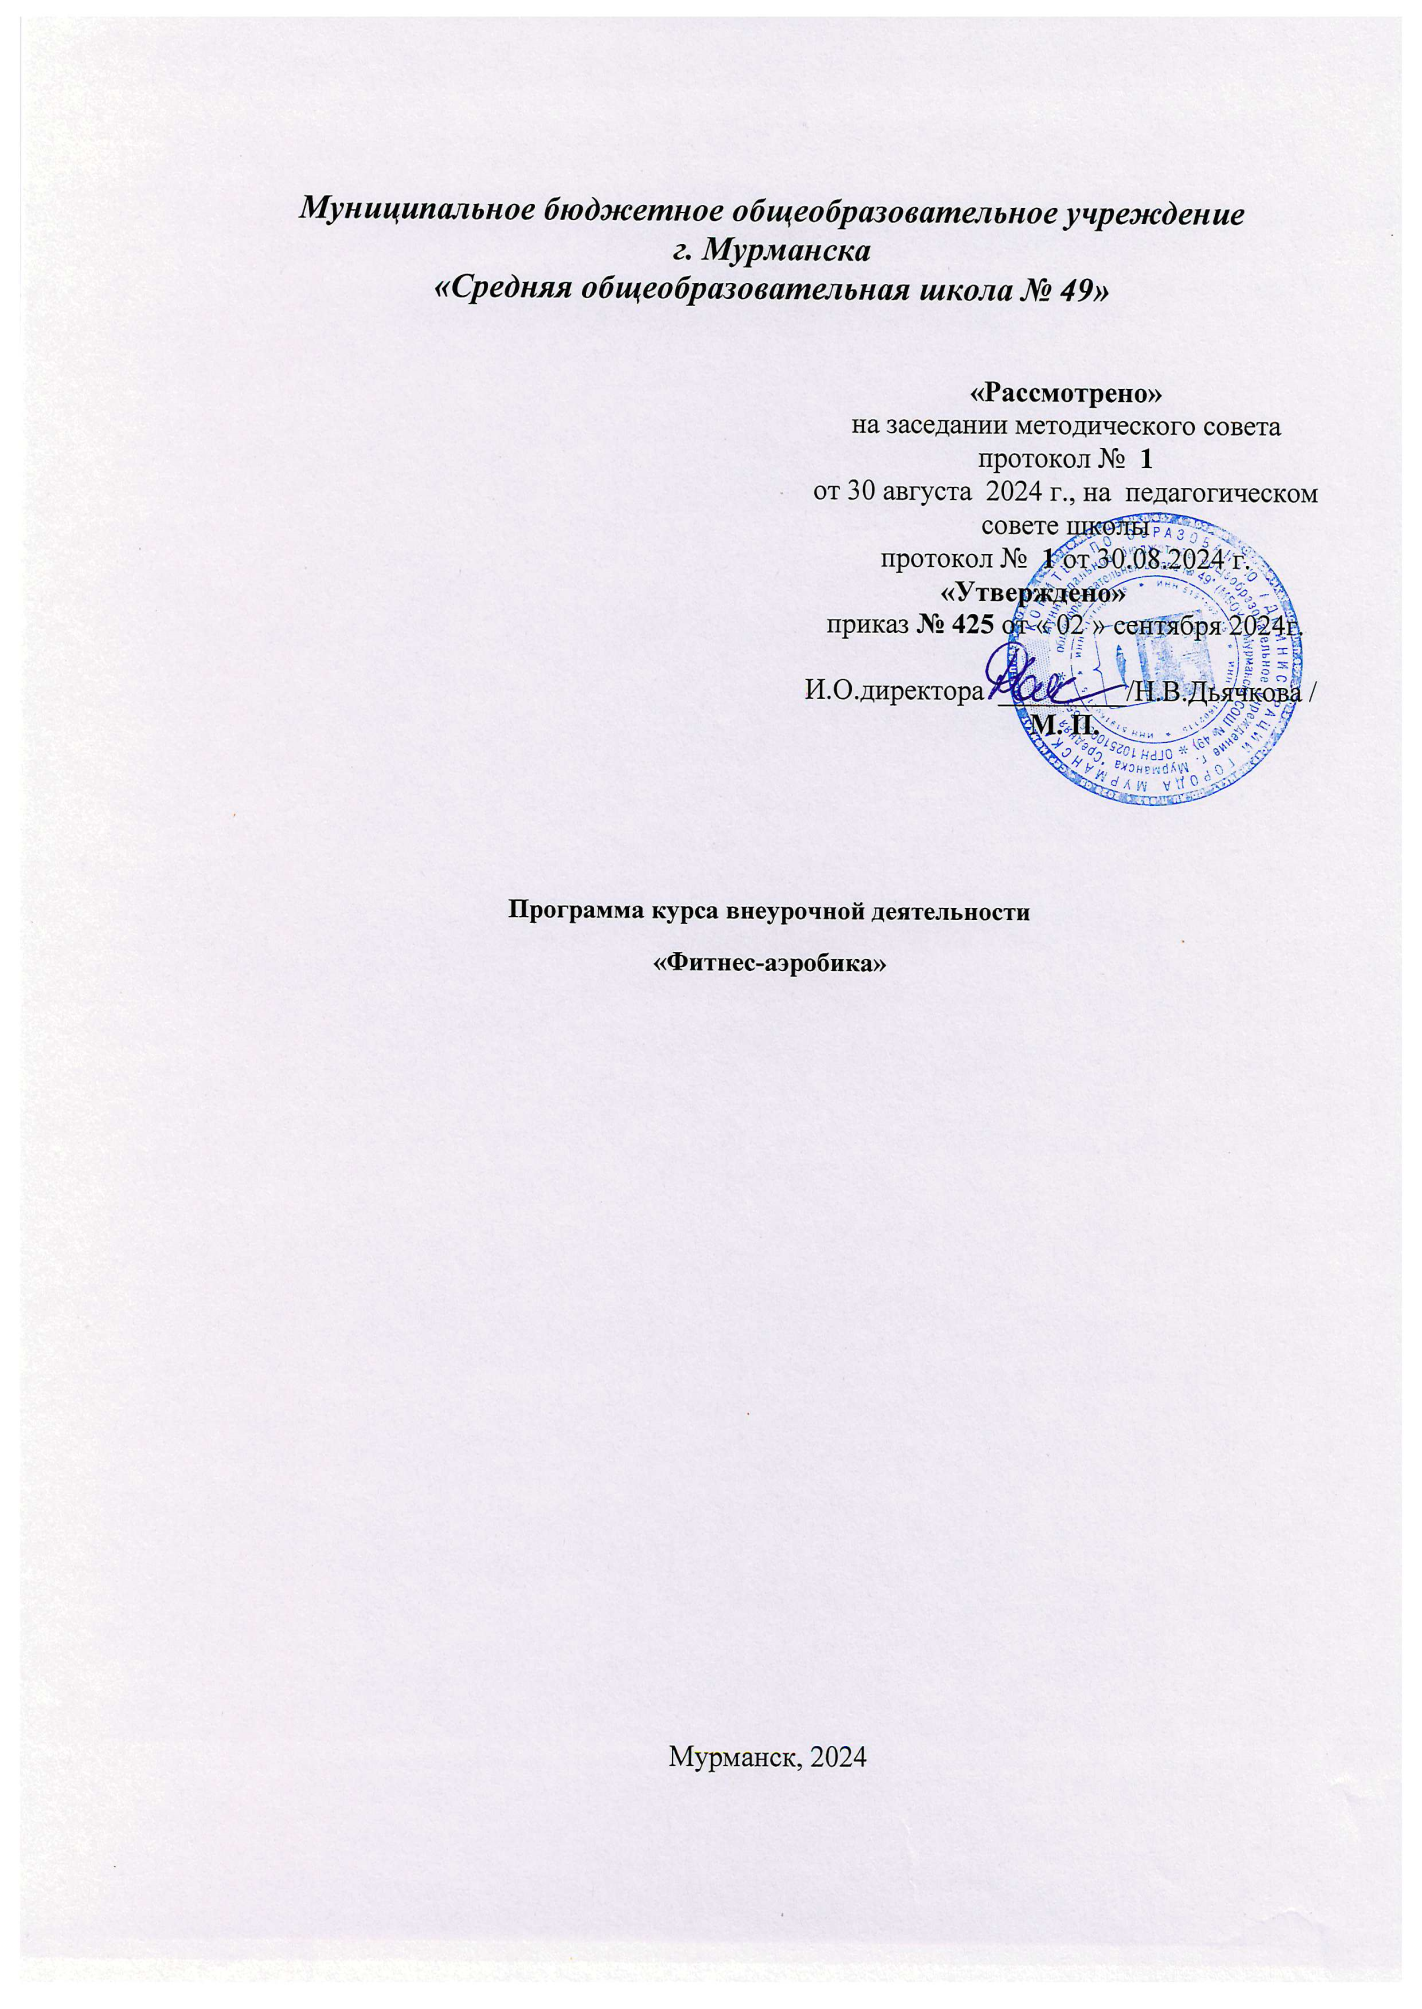 Муниципальное бюджетное общеобразовательное учреждение
г. Мурманска
«Средняя общеобразовательная школа № 49»
«Рассмотрено»
на заседании методического совета
протокол № 1
от 30 августа 2024 г., на педагогическом
совете школы
протокол № 1 от 30.08.2024 г.
«Утверждено»
приказ № 425 от « 02 » сентября 2024г.
И.О.директора _________/Н.В.Дьячкова /
М. П.
Программа курса внеурочной деятельности
«Фитнес-аэробика»
Мурманск, 2024